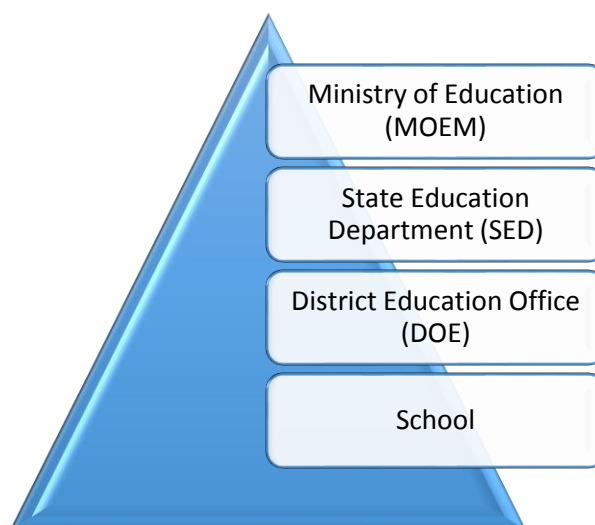 Ministry of Education
(MOEM)
State Education
Department (SED)
District Education Office
(DOE)
School